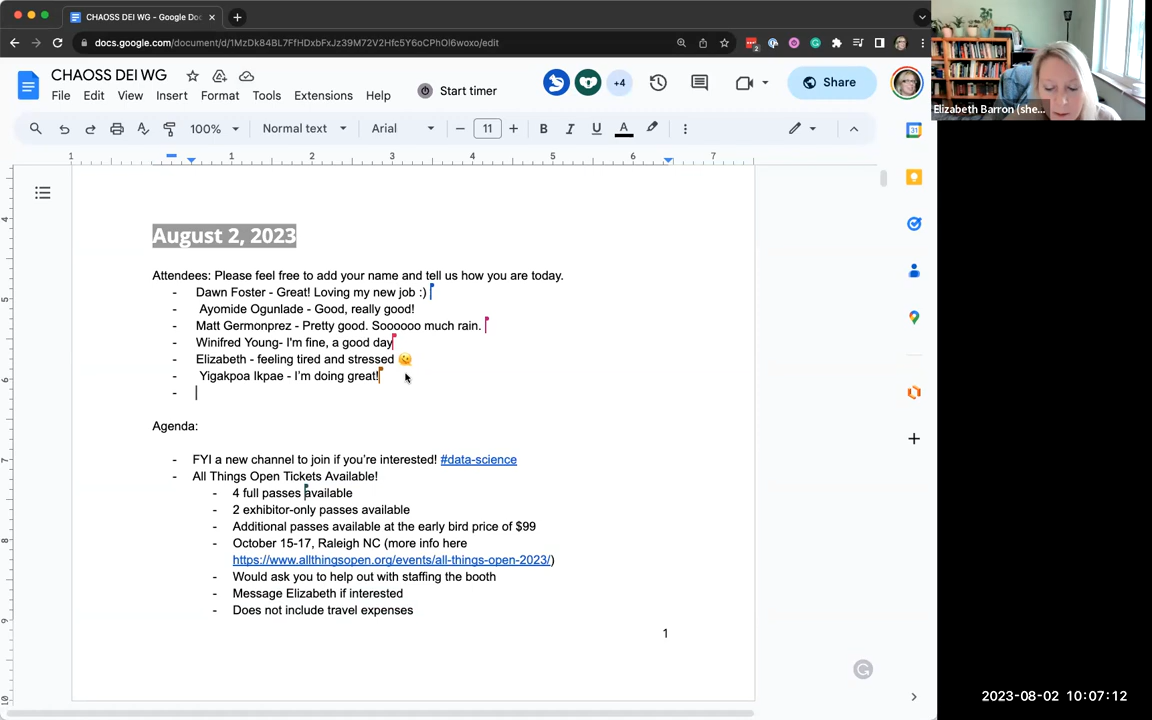 CHAOSS DEI WG - Google Doc
docs.google.com/document/d/1MzDk84BL7FfHDxbFxJz39M72V2Hfc5Y6oCPhOl6woxo/edit
CHAOSS DEI WG
File Edit View Insert Format Tools Extensions Help
Start timer
+4
Share
100% Normal text Arial 11
1 1 2 3 4 5 6 7
August 2, 2023
Attendees: Please feel free to add your name and tell us how you are today.
- Dawn Foster - Great! Loving my new job :)
- Ayomide Ogunlade - Good, really good!
- Matt Germonprez - Pretty good. Soooooo much rain.
- Winifred Young- I'm fine, a good day
- Elizabeth - feeling tired and stressed 🫠
- Yigakpoa Ikpae - I'm doing great!
-
Agenda:
- FYI a new channel to join if you're interested! #data-science
- All Things Open Tickets Available!
- 4 full passes available
- 2 exhibitor-only passes available
- Additional passes available at the early bird price of $99
- October 15-17, Raleigh NC (more info here
https://www.allthingsopen.org/events/all-things-open-2023/)
- Would ask you to help out with staffing the booth
- Message Elizabeth if interested
- Does not include travel expenses
1
Elizabeth Barron (she...
2023-08-02 10:07:12